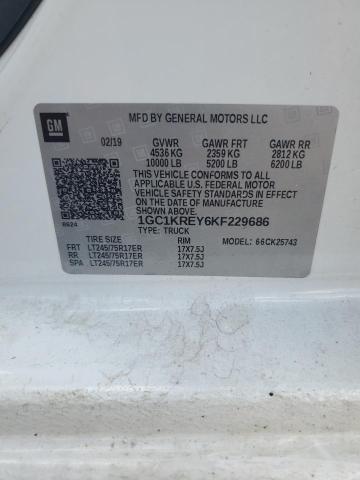 GM
MFD BY GENERAL MOTORS LLC
02/19 GVWR GAWR FRT GAWR RR
4536 KG 2359 KG 2812 KG
10000 LB 5200 LB 6200 LB
THIS VEHICLE CONFORMS TO ALL
APPLICABLE U.S. FEDERAL MOTOR
VEHICLE SAFETY STANDARDS IN EFFECT
ON THE DATE OF MANUFACTURE SHOWN ABOVE.
1GC1KREY6KF229686
8624 TYPE: TRUCK MODEL: 66CK25743
TIRE SIZE RIM
FRT LT245/75R17ER 17X7.5J
RR LT245/75R17ER 17X7.5J
SPA LT245/75R17ER 17X7.5J